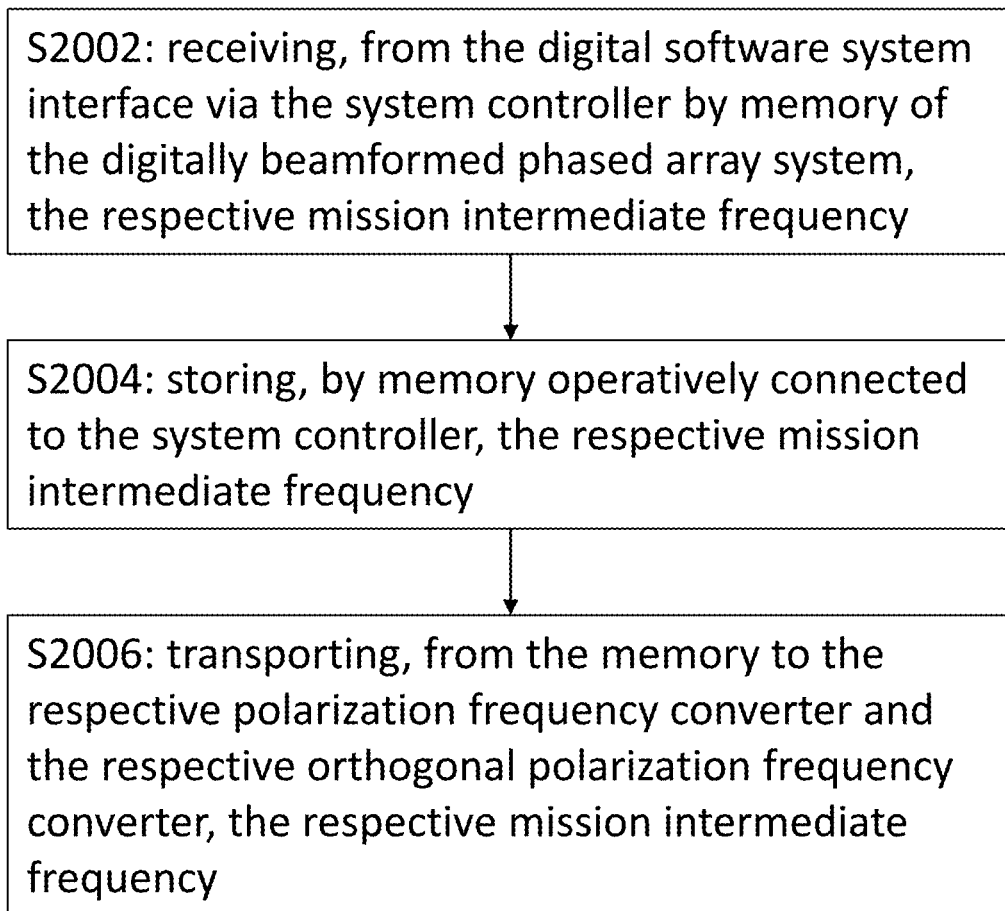 S2002: receiving, from the digital software system
interface via the system controller by memory of
the digitally beamformed phased array system,
the respective mission intermediate frequency
S2004: storing, by memory operatively connected
to the system controller, the respective mission
intermediate frequency
S2006: transporting, from the memory to the
respective polarization frequency converter and
the respective orthogonal polarization frequency
converter, the respective mission intermediate
frequency